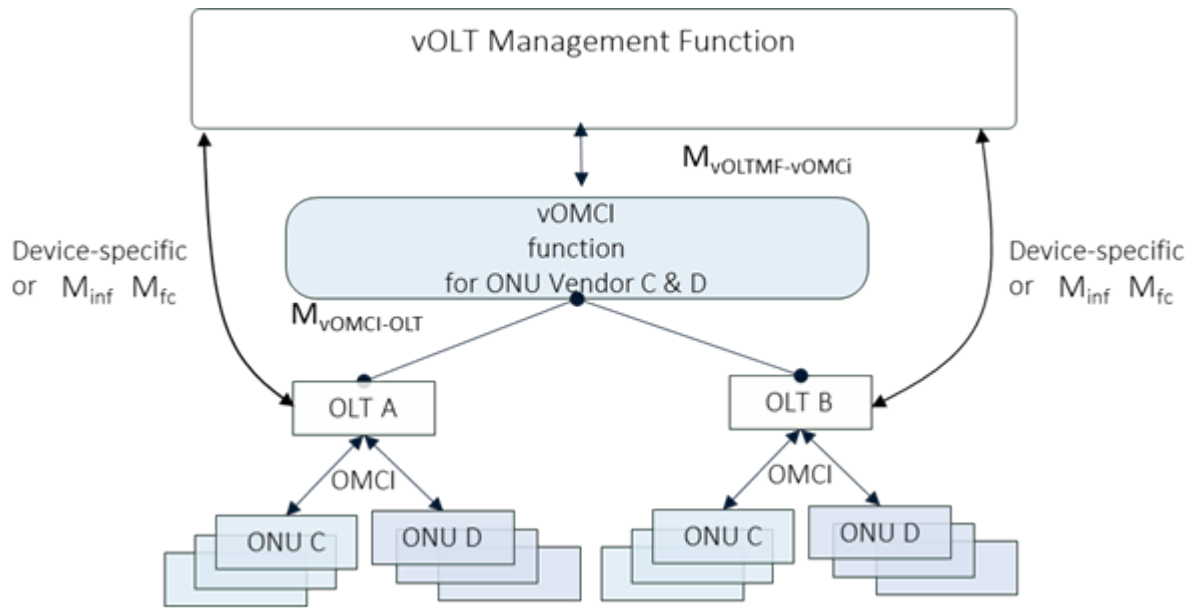 vOLT Management Function
MvOLTMF-vOMCi
vOMCI
function
for ONU Vendor C & D
Device-specific
or Minf Mfc
Device-specific
or Minf Mfc
MvOMCI-OLT
OLT A
OLT B
OMCI
OMCI
ONU C
ONU D
ONU C
ONU D